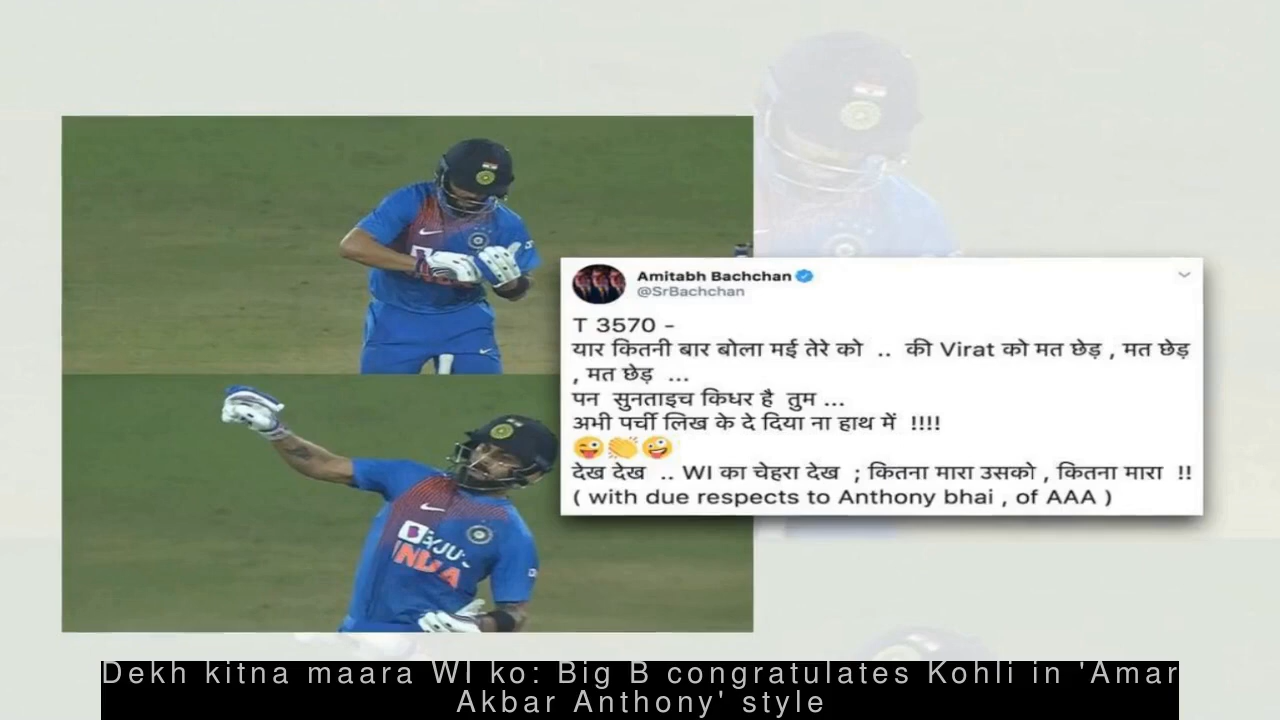 BYJU'S
INDIA
Amitabh Bachchan
@SrBachchan
T 3570 -
यार कितनी बार बोला मई तेरे को .. की Virat को मत छेड़ , मत छेड़
, मत छेड़ ...
पन सुनताइच किधर है तुम ...
अभी पर्ची लिख के दे दिया ना हाथ में !!!!
😜👏🤪
देख देख .. WI का चेहरा देख ; कितना मारा उसको , कितना मारा !!
( with due respects to Anthony bhai , of AAA )
Dekh kitna maara WI ko: Big B congratulates Kohli in 'Amar
Akbar Anthony' style